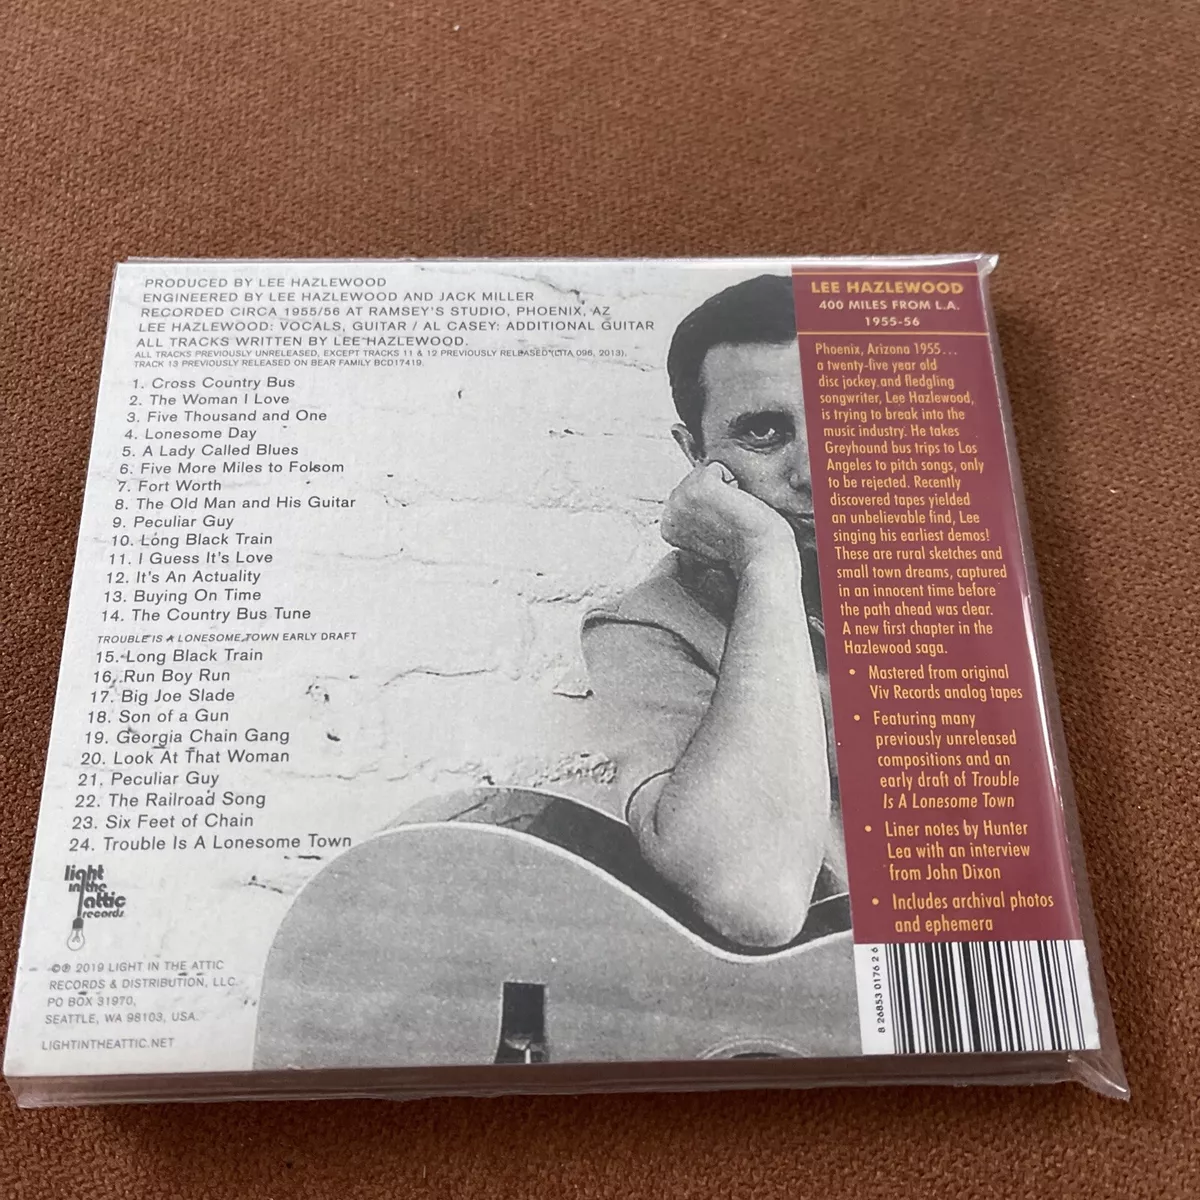 PRODUCED BY LEE HAZLEWOOD
ENGINEERED BY LEE HAZLEWOOD AND JACK MILLER
RECORDED CIRCA 1955/56 AT RAMSEY'S STUDIO, PHOENIX, AZ
LEE HAZLEWOOD: VOCALS, GUITAR / AL CASEY: ADDITIONAL GUITAR
ALL TRACKS WRITTEN BY LEE HAZLEWOOD.
ALL TRACKS PREVIOUSLY UNRELEASED, EXCEPT TRACKS 11 & 12 PREVIOUSLY RELEASED (LITA 096, 2013).
TRACK 13 PREVIOUSLY RELEASED ON BEAR FAMILY BCD17419.
1. Cross Country Bus
2. The Woman I Love
3. Five Thousand and One
4. Lonesome Day
5. A Lady Called Blues
6. Five More Miles to Folsom
7. Fort Worth
8. The Old Man and His Guitar
9. Peculiar Guy
10. Long Black Train
11. I Guess It's Love
12. It's An Actuality
13. Buying On Time
14. The Country Bus Tune
TROUBLE IS A LONESOME TOWN EARLY DRAFT
15. Long Black Train
16. Run Boy Run
17. Big Joe Slade
18. Son of a Gun
19. Georgia Chain Gang
20. Look At That Woman
21. Peculiar Guy
22. The Railroad Song
23. Six Feet of Chain
24. Trouble Is A Lonesome Town
light
in the
attic
records
©℗ 2019 LIGHT IN THE ATTIC
RECORDS & DISTRIBUTION, LLC.
PO BOX 31970,
SEATTLE, WA 98103, USA.
LIGHTINTHEATTIC.NET
LEE HAZLEWOOD
400 MILES FROM L.A.
1955-56
Phoenix, Arizona 1955...
a twenty-five year old
disc jockey and fledgling
songwriter, Lee Hazlewood,
is trying to break into the
music industry. He takes
Greyhound bus trips to Los
Angeles to pitch songs, only
to be rejected. Recently
discovered tapes yielded
an unbelievable find, Lee
singing his earliest demos!
These are rural sketches and
small town dreams, captured
in an innocent time before
the path ahead was clear.
A new first chapter in the
Hazlewood saga.
• Mastered from original
Viv Records analog tapes
• Featuring many
previously unreleased
compositions and an
early draft of Trouble
Is A Lonesome Town
• Liner notes by Hunter
Lea with an interview
from John Dixon
• Includes archival photos
and ephemera
8 26853 0176 2 6